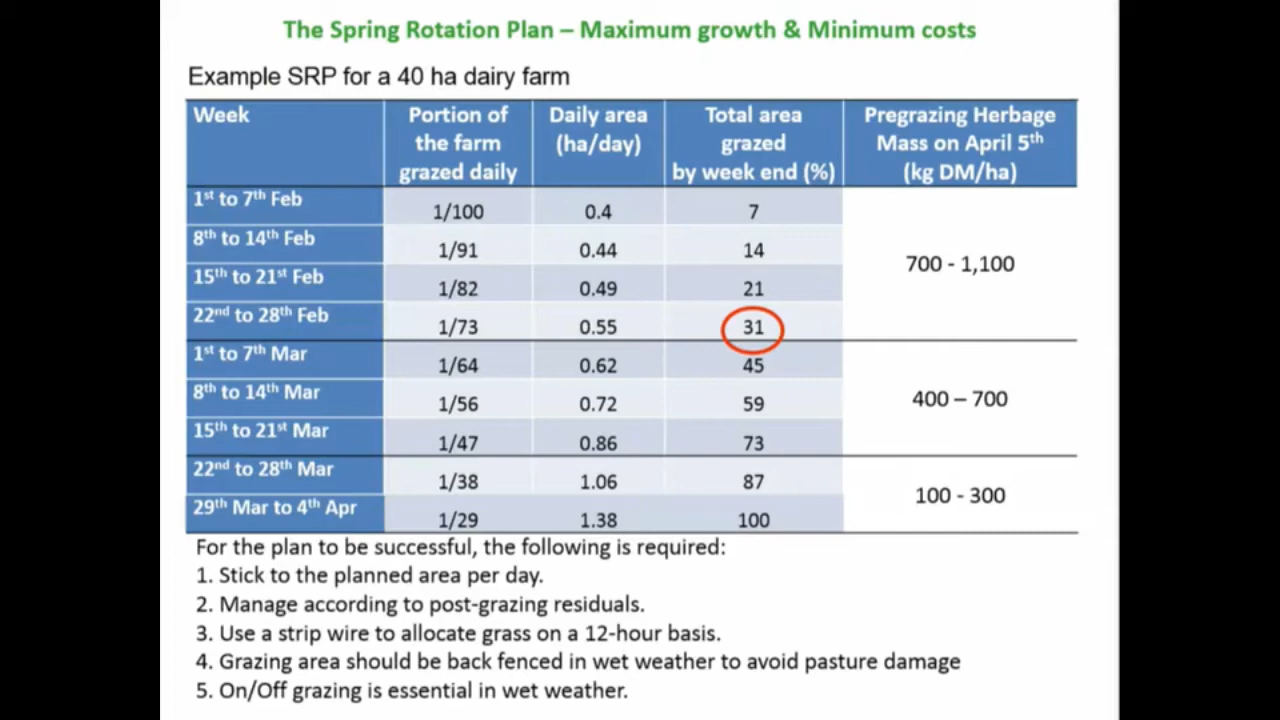 The Spring Rotation Plan – Maximum growth & Minimum costs
Example SRP for a 40 ha dairy farm
Week | Portion of the farm grazed daily | Daily area (ha/day) | Total area grazed by week end (%) | Pregrazing Herbage Mass on April 5th (kg DM/ha)
1st to 7th Feb | 1/100 | 0.4 | 7 | 700 - 1,100
8th to 14th Feb | 1/91 | 0.44 | 14
15th to 21st Feb | 1/82 | 0.49 | 21
22nd to 28th Feb | 1/73 | 0.55 | 31
1st to 7th Mar | 1/64 | 0.62 | 45 | 400 – 700
8th to 14th Mar | 1/56 | 0.72 | 59
15th to 21st Mar | 1/47 | 0.86 | 73
22nd to 28th Mar | 1/38 | 1.06 | 87 | 100 - 300
29th Mar to 4th Apr | 1/29 | 1.38 | 100
For the plan to be successful, the following is required:
1. Stick to the planned area per day.
2. Manage according to post-grazing residuals.
3. Use a strip wire to allocate grass on a 12-hour basis.
4. Grazing area should be back fenced in wet weather to avoid pasture damage
5. On/Off grazing is essential in wet weather.